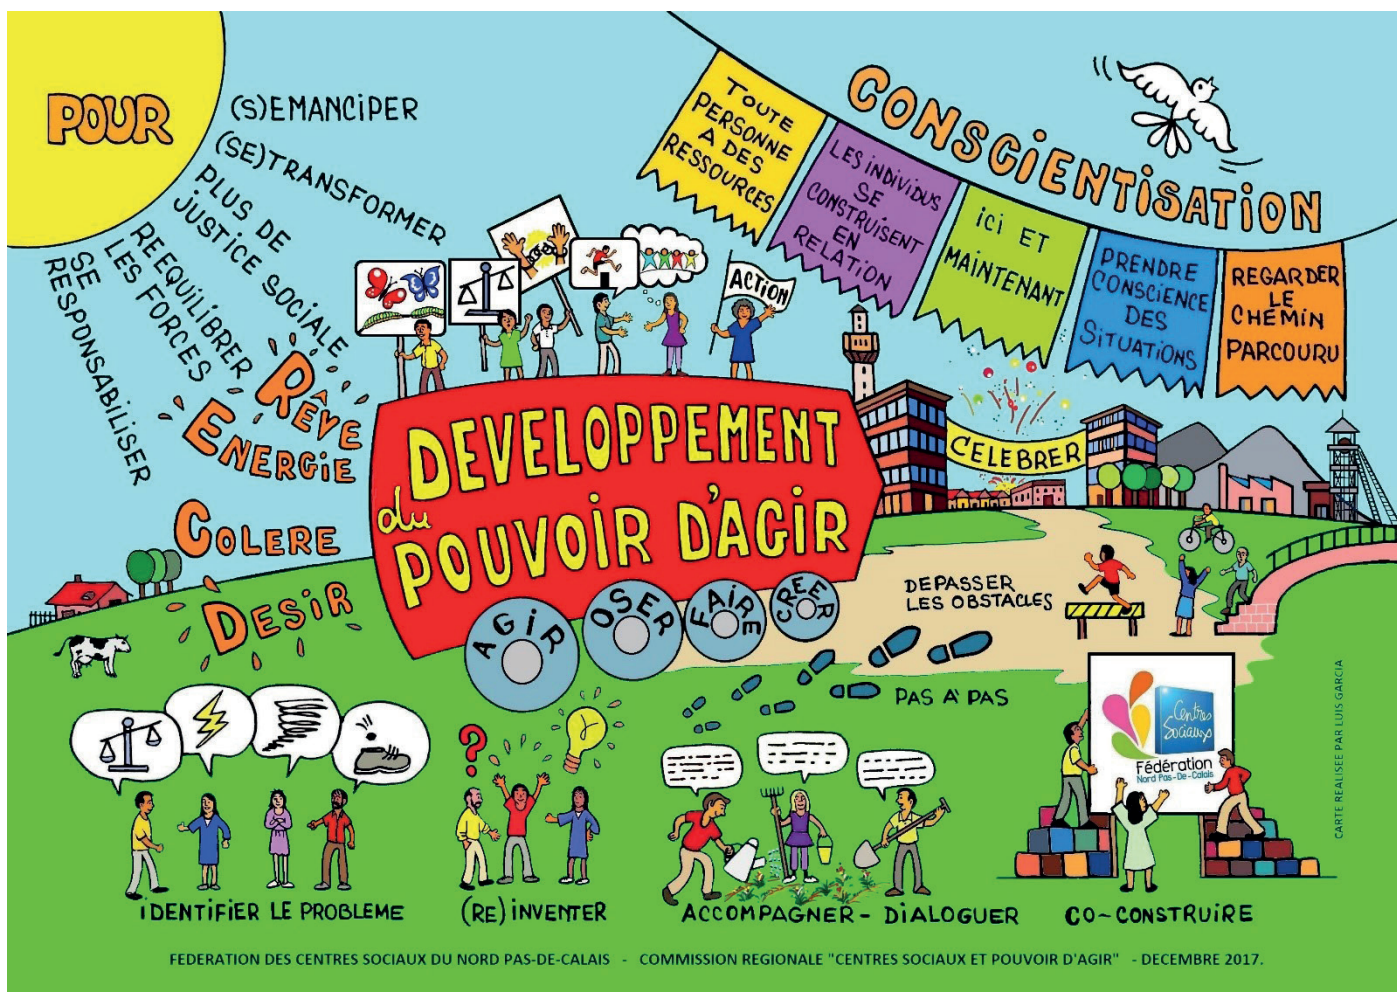 POUR
(S)EMANCIPER
(SE)TRANSFORMER
PLUS DE
JUSTICE SOCIALE
REEQUILIBRER
LES FORCES
SE
RESPONSABILISER
RÊVE
ENERGIE
COLERE
DESIR
CONSCIENTISATION
TOUTE
PERSONNE
A DES
RESSOURCES
LES INDIVIDUS
SE
CONSTRUISENT
EN
RELATION
ICI ET
MAINTENANT
PRENDRE
CONSCIENCE
DES
SITUATIONS
REGARDER
LE
CHEMIN
PARCOURU
ACTION
CELEBRER
DEVELOPPEMENT
du
POUVOIR D'AGIR
AGIR
OSER
FAIRE
CREER
DEPASSER
LES OBSTACLES
PAS A PAS
?
!!
IDENTIFIER LE PROBLEME
(RE)INVENTER
ACCOMPAGNER - DIALOGUER
CO-CONSTRUIRE
Centres
Sociaux
Fédération
Nord Pas-De-Calais
CARTE REALISEE PAR LUIS GARCIA
FEDERATION DES CENTRES SOCIAUX DU NORD PAS-DE-CALAIS - COMMISSION REGIONALE "CENTRES SOCIAUX ET POUVOIR D'AGIR" - DECEMBRE 2017.